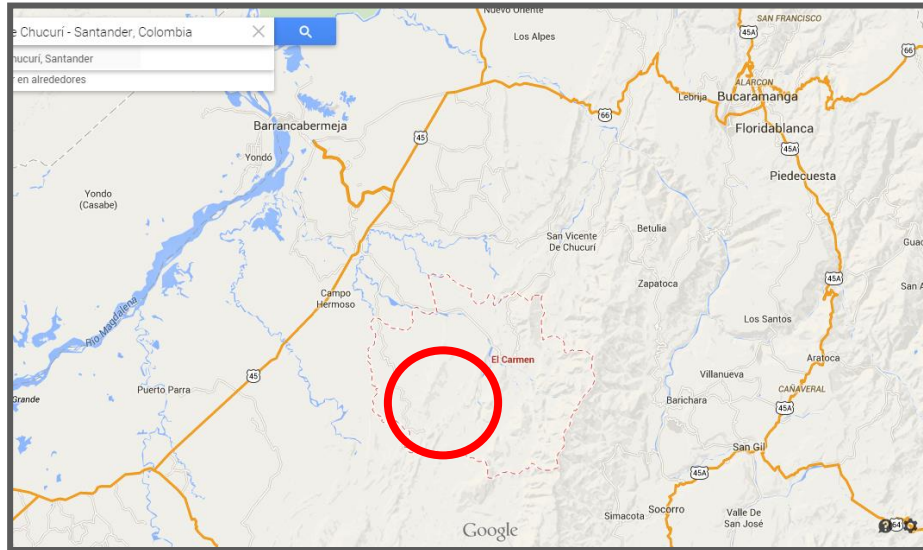 e Chucurí - Santander, Colombia
hucurí, Santander
r en alrededores
Nuevo Oriente
Los Alpes
SAN FRANCISCO
45A
66
ALARCON
Lebrija
Bucaramanga
66
Floridablanca
45A
Piedecuesta
Barrancabermeja
45
Yondó
Yondo
(Casabe)
San Vicente
De Chucurí
Betulia
Guac
Zapatoca
45A
San A
Campo
Hermoso
Río Magdalena
Los Santos
El Carmen
Aratoca
Villanueva
45
Puerto Parra
Grande
Barichara
CAÑAVERAL
45A
San Gil
45A
Simacota
Socorro
Valle De
San José
Google
64